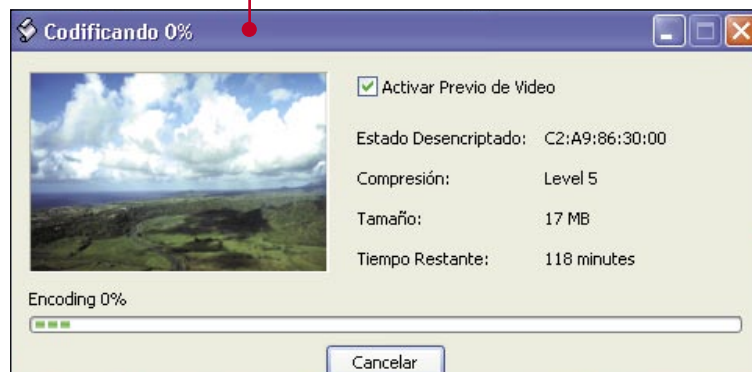 Codificando 0%
Activar Previo de Video
Estado Desencriptado: C2:A9:86:30:00
Compresión: Level 5
Tamaño: 17 MB
Tiempo Restante: 118 minutes
Encoding 0%
Cancelar